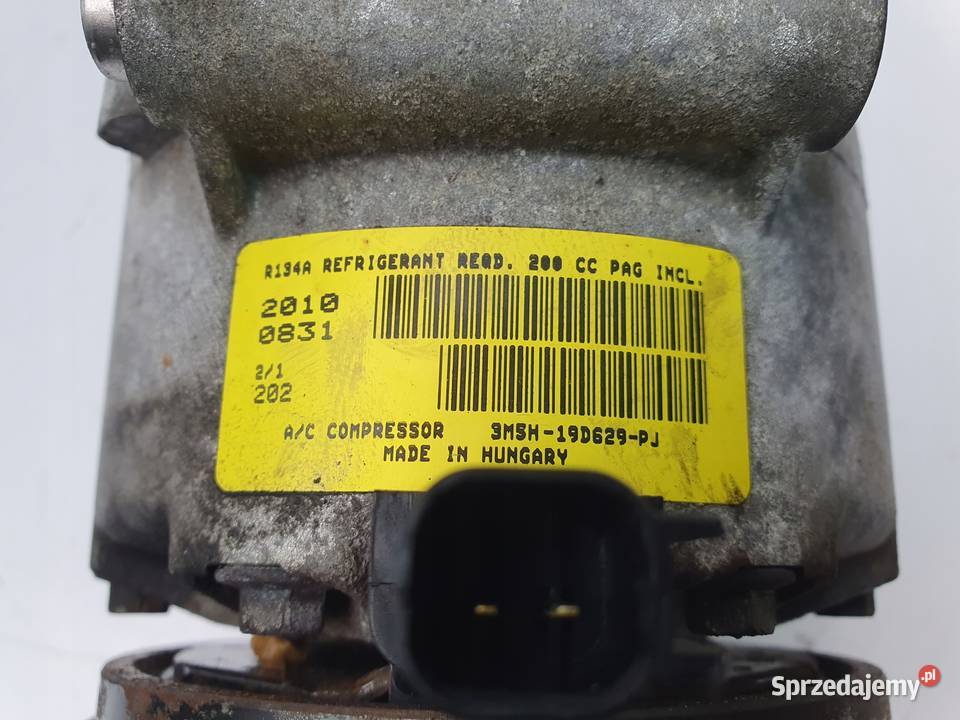 R134A REFRIGERANT REQD. 200 CC PAG INCL.
2010
0831
2/1
202
A/C COMPRESSOR 3M5H-19D629-PJ
MADE IN HUNGARY
Sprzedajemy.pl